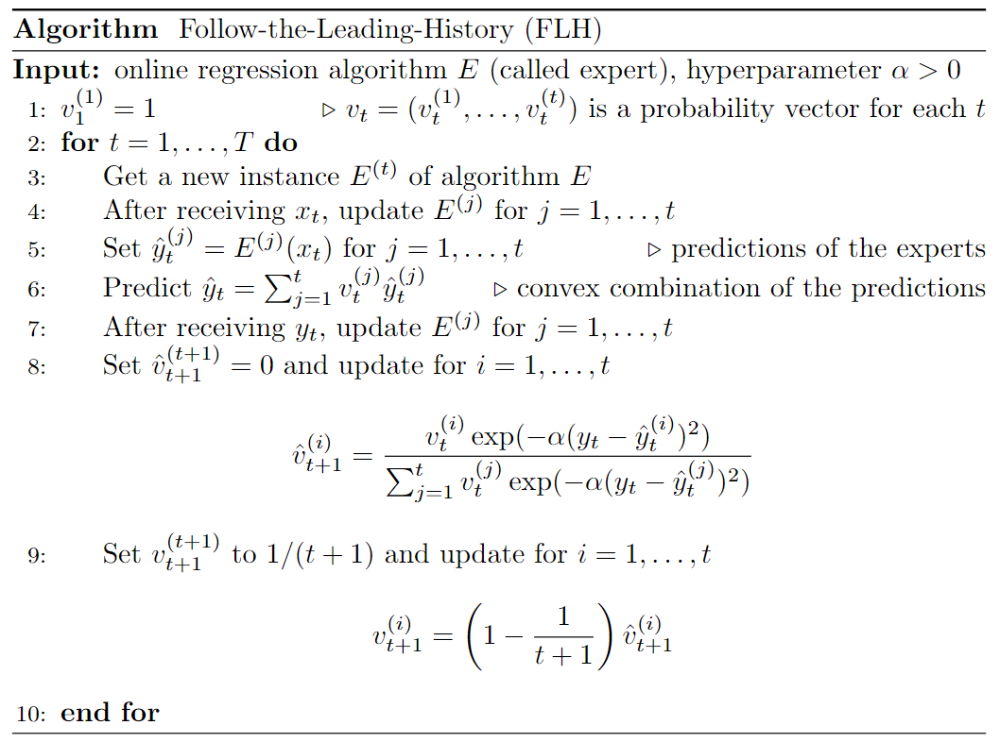 Algorithm Follow-the-Leading-History (FLH)
Input: online regression algorithm $E$ (called expert), hyperparameter $\alpha > 0$
1: $v_1^{(1)} = 1$ ▷ $v_t = (v_t^{(1)}, \ldots, v_t^{(t)})$ is a probability vector for each $t$
2: for $t = 1, \ldots, T$ do
3: Get a new instance $E^{(t)}$ of algorithm $E$
4: After receiving $x_t$, update $E^{(j)}$ for $j = 1, \ldots, t$
5: Set $\hat{y}_t^{(j)} = E^{(j)}(x_t)$ for $j = 1, \ldots, t$ ▷ predictions of the experts
6: Predict $\hat{y}_t = \sum_{j=1}^{t} v_t^{(j)} \hat{y}_t^{(j)}$ ▷ convex combination of the predictions
7: After receiving $y_t$, update $E^{(j)}$ for $j = 1, \ldots, t$
8: Set $\hat{v}_{t+1}^{(t+1)} = 0$ and update for $i = 1, \ldots, t$
$\hat{v}_{t+1}^{(i)} = \frac{v_t^{(i)} \exp(-\alpha(y_t - \hat{y}_t^{(i)})^2)}{\sum_{j=1}^{t} v_t^{(j)} \exp(-\alpha(y_t - \hat{y}_t^{(j)})^2)}$
9: Set $v_{t+1}^{(t+1)}$ to $1/(t+1)$ and update for $i = 1, \ldots, t$
$v_{t+1}^{(i)} = \left(1 - \frac{1}{t+1}\right) \hat{v}_{t+1}^{(i)}$
10: end for